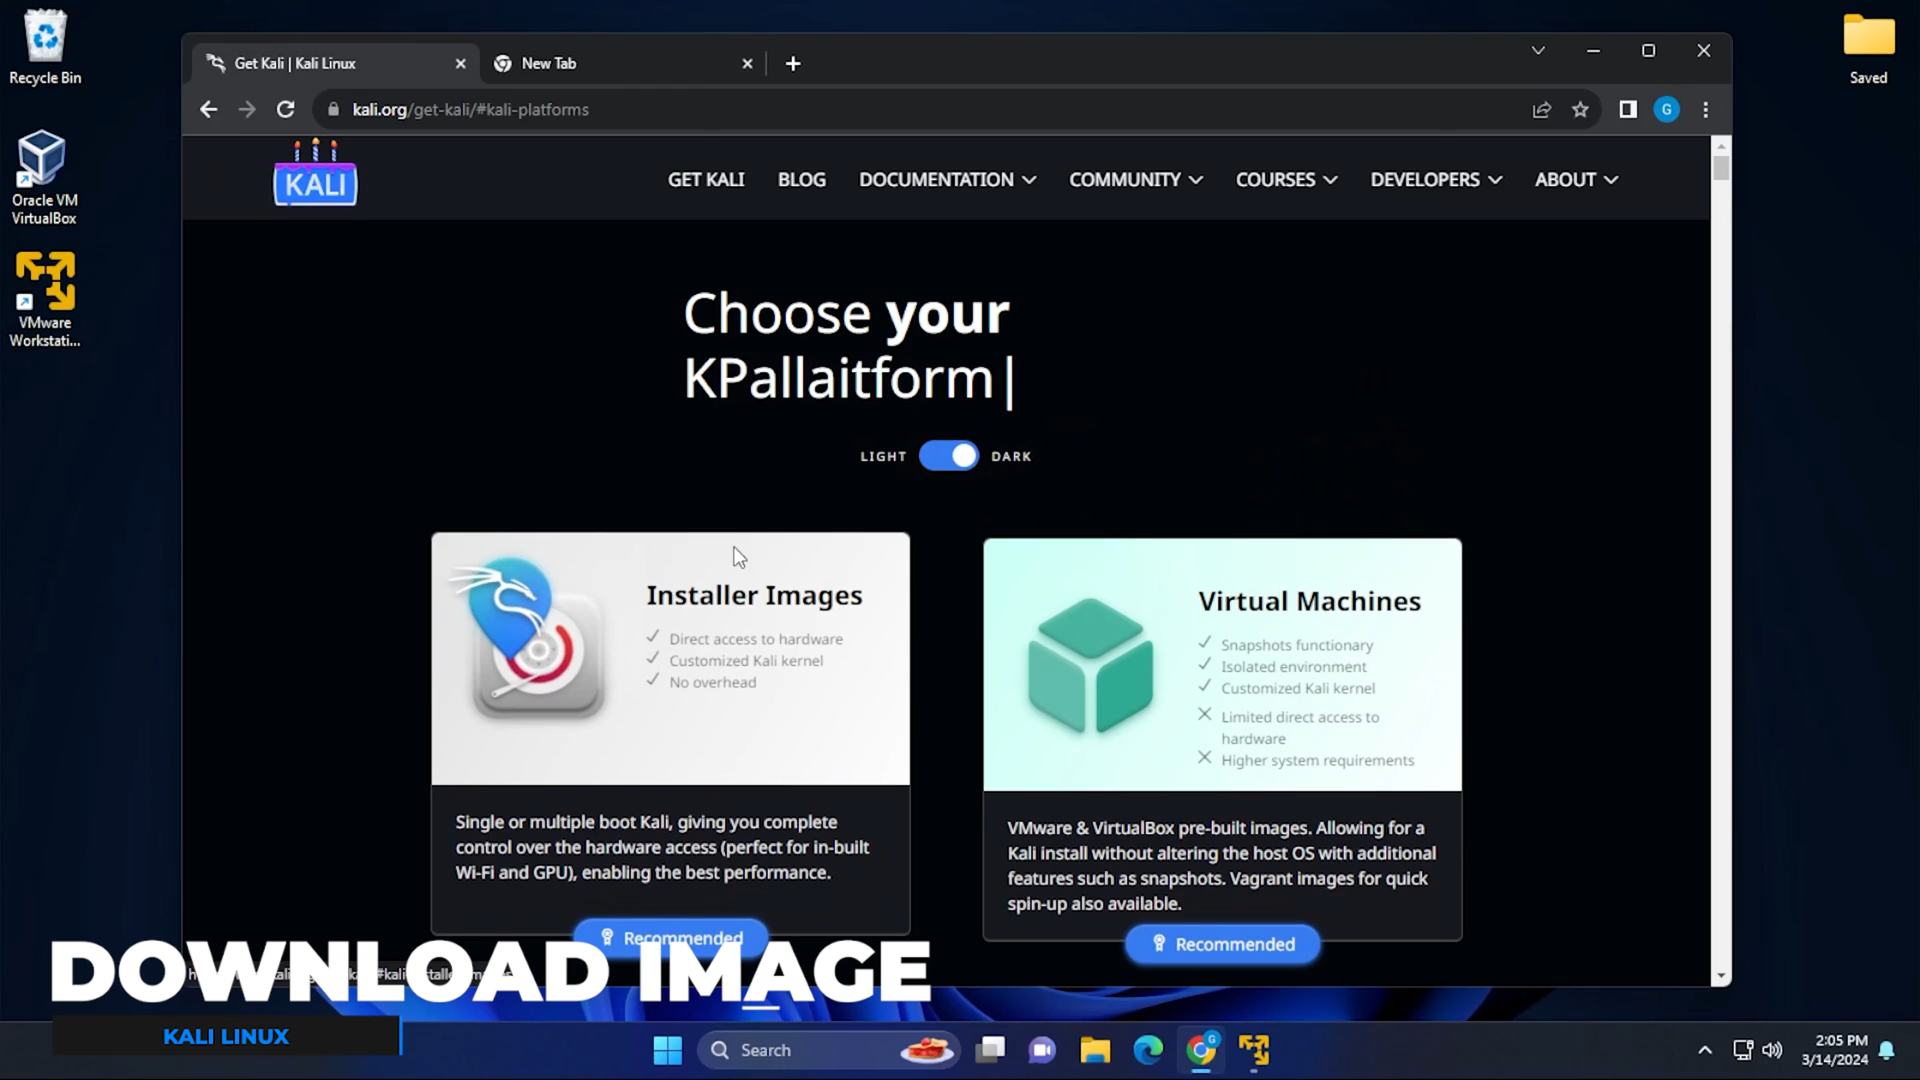 Recycle Bin
Oracle VM
VirtualBox
VMware
Workstati...
Saved
Get Kali | Kali Linux
New Tab
kali.org/get-kali/#kali-platforms
G
KALI
GET KALI
BLOG
DOCUMENTATION
COMMUNITY
COURSES
DEVELOPERS
ABOUT
Choose your
KPallaitform|
LIGHT
DARK
Installer Images
Direct access to hardware
Customized Kali kernel
No overhead
Single or multiple boot Kali, giving you complete
control over the hardware access (perfect for in-built
Wi-Fi and GPU), enabling the best performance.
Recommended
Virtual Machines
Snapshots functionary
Isolated environment
Customized Kali kernel
Limited direct access to
hardware
Higher system requirements
VMware & VirtualBox pre-built images. Allowing for a
Kali install without altering the host OS with additional
features such as snapshots. Vagrant images for quick
spin-up also available.
Recommended
DOWNLOAD IMAGE
KALI LINUX
Search
G
2:05 PM
3/14/2024